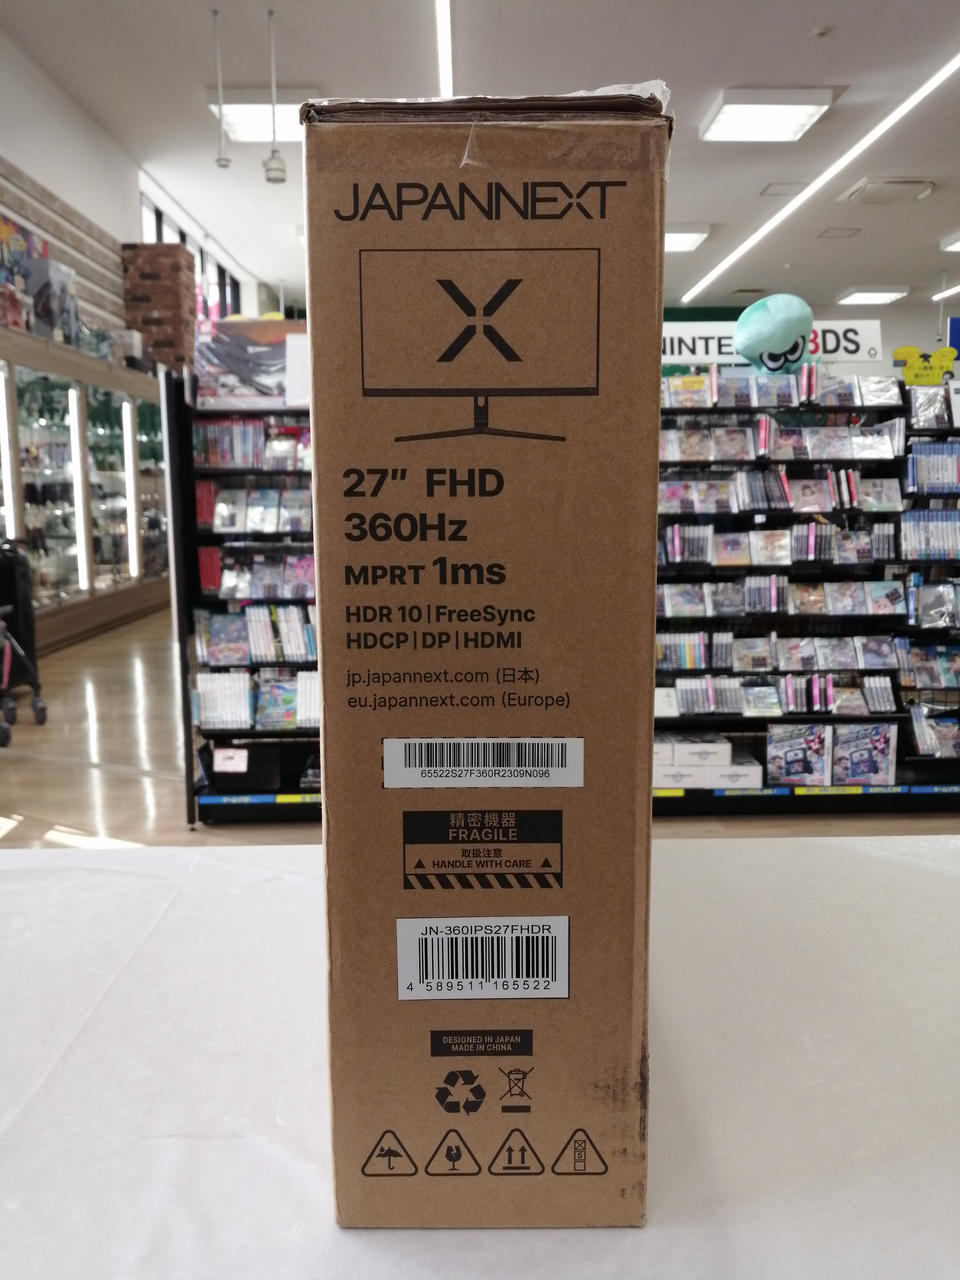 JAPANNEXT
27" FHD
360Hz
MPRT 1ms
HDR 10|FreeSync
HDCP|DP|HDMI
jp.japannext.com (日本)
eu.japannext.com (Europe)
65522S27F360R2309N096
精密機器
FRAGILE
取扱注意
HANDLE WITH CARE
JN-360IPS27FHDR
4 589511 165522
DESIGNED IN JAPAN
MADE IN CHINA
5
3DS